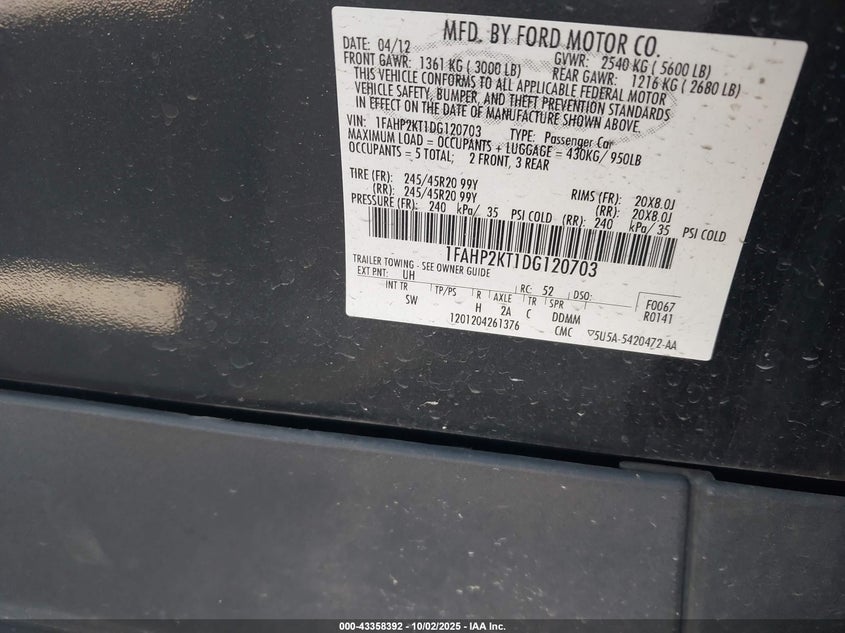 MFD. BY FORD MOTOR CO.
DATE: 04/12 GVWR: 2540 KG ( 5600 LB)
FRONT GAWR: 1361 KG ( 3000 LB) REAR GAWR: 1216 KG ( 2680 LB)
THIS VEHICLE CONFORMS TO ALL APPLICABLE FEDERAL MOTOR
VEHICLE SAFETY, BUMPER, AND THEFT PREVENTION STANDARDS
IN EFFECT ON THE DATE OF MANUFACTURE SHOWN ABOVE.
VIN: 1FAHP2KT1DG120703 TYPE: Passenger Car
MAXIMUM LOAD = OCCUPANTS + LUGGAGE = 430KG/ 950LB
OCCUPANTS = 5 TOTAL; 2 FRONT, 3 REAR
TIRE (FR): 245/45R20 99Y RIMS (FR): 20X8.0J
(RR): 245/45R20 99Y (RR): 20X8.0J
PRESSURE (FR): 240 kPa/ 35 PSI COLD (RR): 240 kPa/ 35 PSI COLD
1FAHP2KT1DG120703
TRAILER TOWING - SEE OWNER GUIDE
EXT PNT: UH RC: 52 DSO: F0067
INT TR TP/PS R AXLE TR SPR R0141
SW H 2A C DDMM
1201204261376 CMC ▽5U5A-5420472-AA
000-43358392 - 10/02/2025 - IAA Inc.